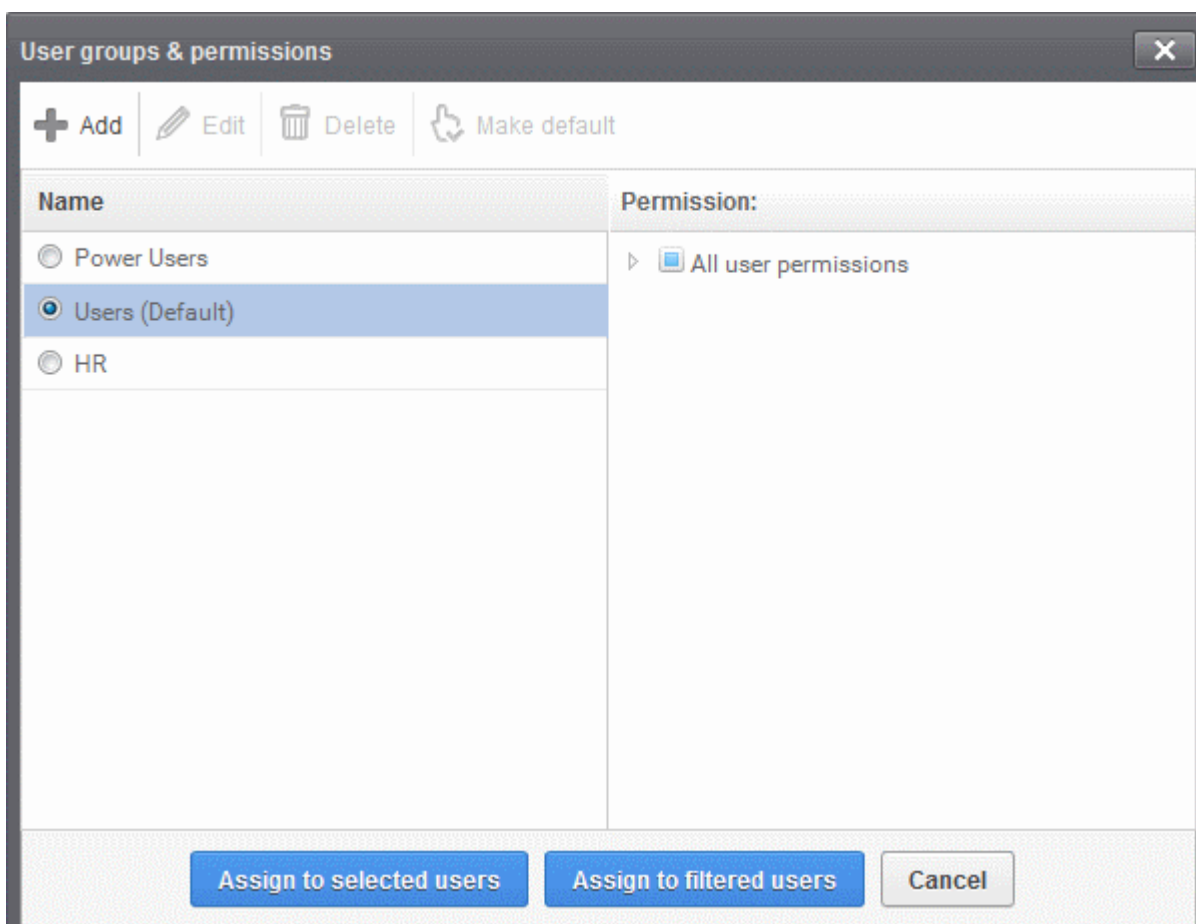 User groups & permissions
Add Edit Delete Make default
Name Permission:
Power Users All user permissions
Users (Default)
HR
Assign to selected users Assign to filtered users Cancel